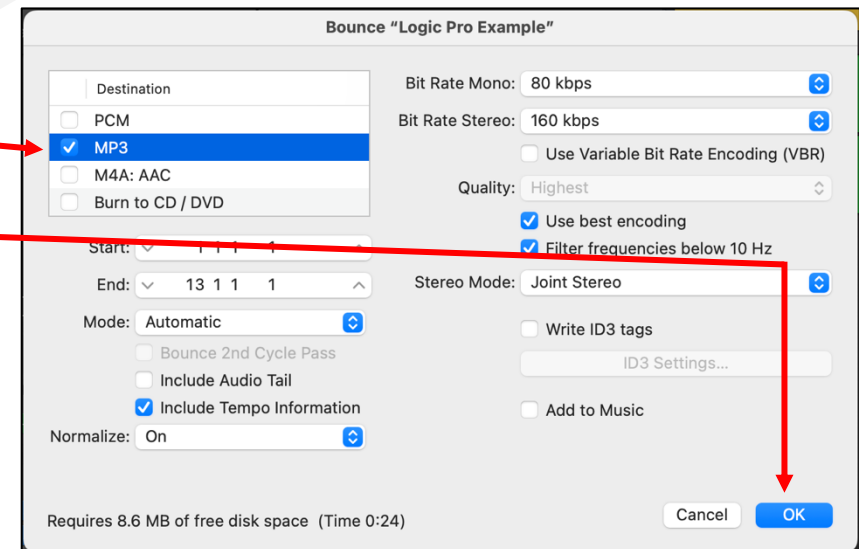 Bounce “Logic Pro Example”
Destination
PCM
MP3
M4A: AAC
Burn to CD / DVD
Start: 1 1 1 1
End: 13 1 1 1
Mode: Automatic
Bounce 2nd Cycle Pass
Include Audio Tail
Include Tempo Information
Normalize: On
Bit Rate Mono: 80 kbps
Bit Rate Stereo: 160 kbps
Use Variable Bit Rate Encoding (VBR)
Quality: Highest
Use best encoding
Filter frequencies below 10 Hz
Stereo Mode: Joint Stereo
Write ID3 tags
ID3 Settings...
Add to Music
Requires 8.6 MB of free disk space (Time 0:24)
Cancel
OK